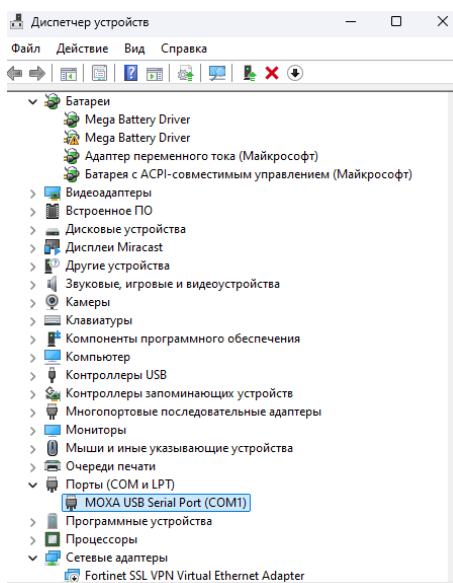 Диспетчер устройств
Файл Действие Вид Справка
Батареи
Mega Battery Driver
Mega Battery Driver
Адаптер переменного тока (Майкрософт)
Батарея с ACPI-совместимым управлением (Майкрософт)
Видеоадаптеры
Встроенное ПО
Дисковые устройства
Дисплеи Miracast
Другие устройства
Звуковые, игровые и видеоустройства
Камеры
Клавиатуры
Компоненты программного обеспечения
Компьютер
Контроллеры USB
Контроллеры запоминающих устройств
Многопортовые последовательные адаптеры
Мониторы
Мыши и иные указывающие устройства
Очереди печати
Порты (COM и LPT)
MOXA USB Serial Port (COM1)
Программные устройства
Процессоры
Сетевые адаптеры
Fortinet SSL VPN Virtual Ethernet Adapter